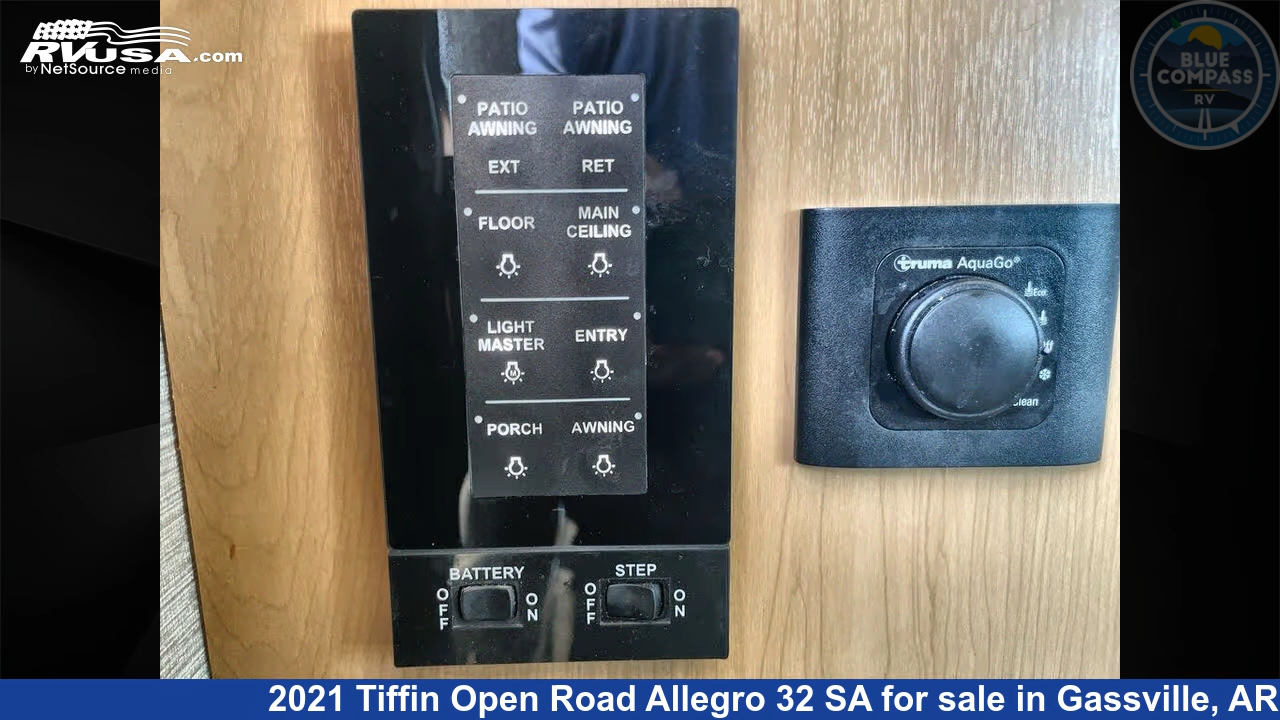 RVUSA.com
by NetSource media
BLUE
COMPASS
RV
PATIO
AWNING
EXT
PATIO
AWNING
RET
FLOOR
MAIN
CEILING
LIGHT
MASTER
M
ENTRY
PORCH
AWNING
BATTERY
OFF
ON
STEP
OFF
ON
truma AquaGo®
Eco
Clean
2021 Tiffin Open Road Allegro 32 SA for sale in Gassville, AR